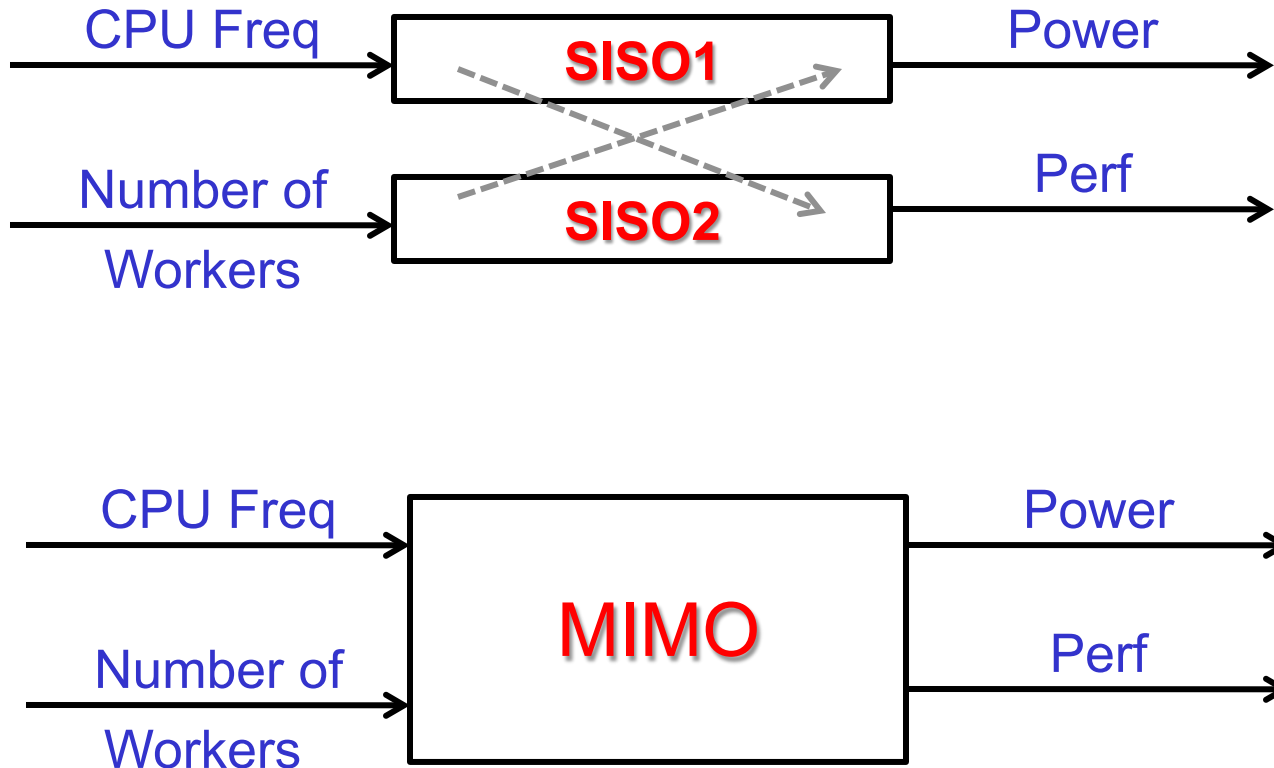 CPU Freq
SISO1
Power
Number of
Workers
SISO2
Perf
CPU Freq
Power
MIMO
Number of
Workers
Perf